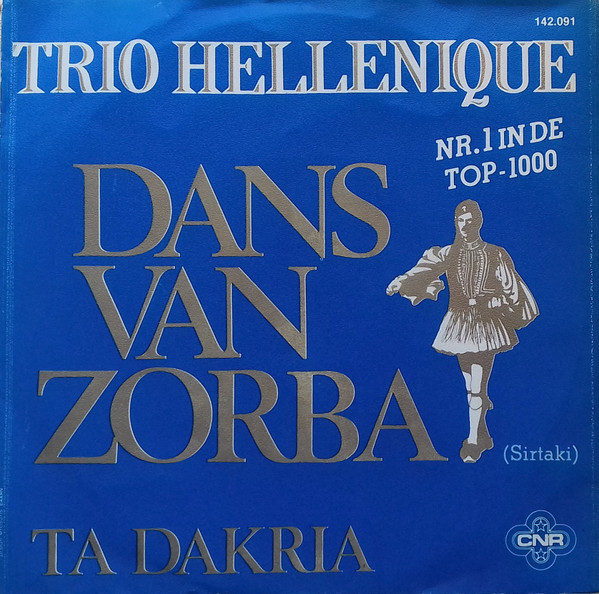 142.091
TRIO HELLENIQUE
NR.1 IN DE
TOP-1000
DANS
VAN
ZORBA
(Sirtaki)
TA DAKRIA
CNR